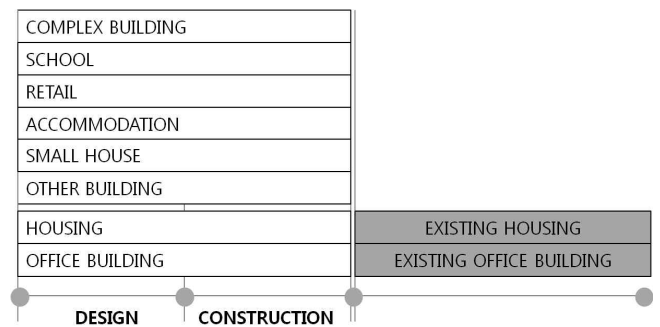 COMPLEX BUILDING
SCHOOL
RETAIL
ACCOMMODATION
SMALL HOUSE
OTHER BUILDING
HOUSING EXISTING HOUSING
OFFICE BUILDING EXISTING OFFICE BUILDING
DESIGN CONSTRUCTION